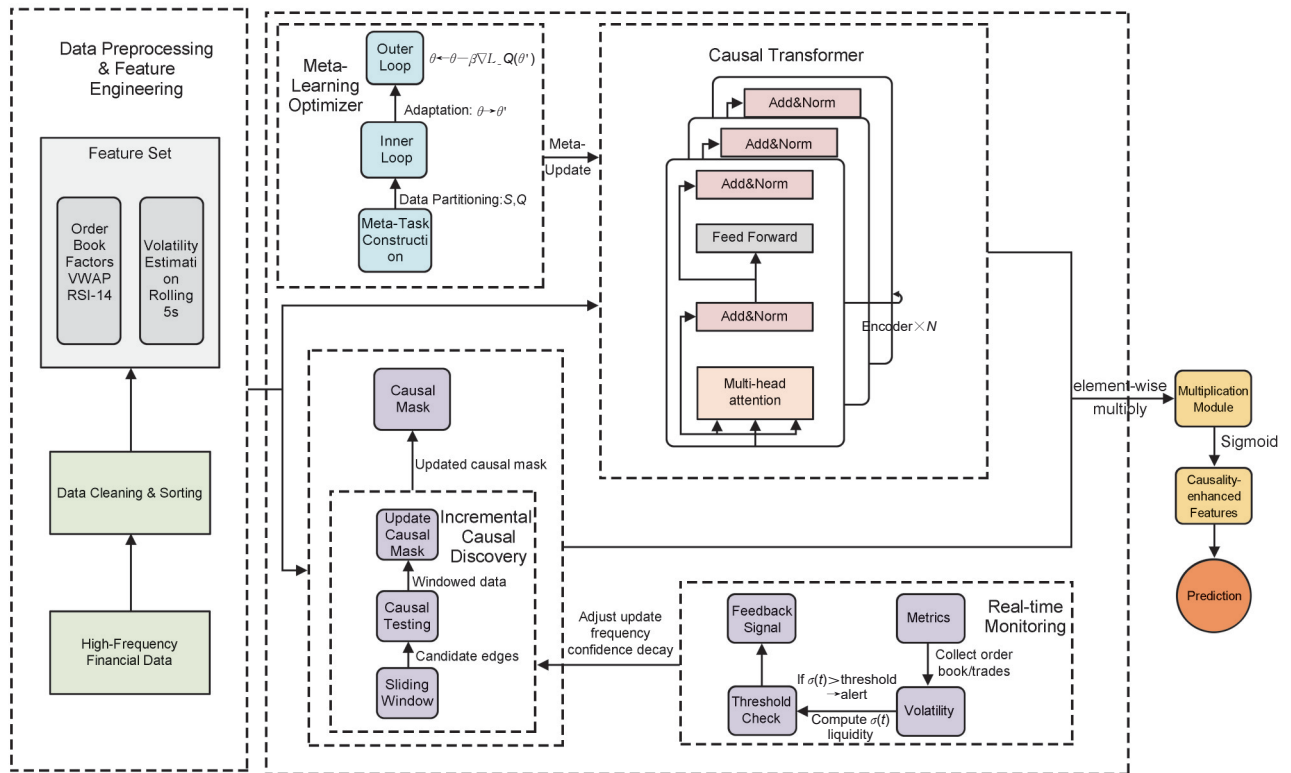 Data Preprocessing
& Feature
Engineering
Feature Set
Order
Book
Factors
VWAP
RSI-14
Volatility
Estimati
on
Rolling
5s
Data Cleaning & Sorting
High-Frequency
Financial Data
Meta-
Learning
Optimizer
Outer
Loop
θ←θ−β∇L_Q(θ')
Adaptation: θ→θ'
Inner
Loop
Data Partitioning:S,Q
Meta-Task
Constructi
on
Meta-
Update
Causal Transformer
Add&Norm
Add&Norm
Add&Norm
Feed Forward
Add&Norm
Encoder×N
Multi-head
attention
Causal
Mask
Updated causal mask
Update
Causal
Mask
Incremental
Causal
Discovery
Windowed data
Causal
Testing
Candidate edges
Sliding
Window
Adjust update
frequency
confidence decay
Feedback
Signal
Metrics
Real-time
Monitoring
Collect order
book/trades
If σ(t)>threshold
→alert
Threshold
Check
Volatility
Compute σ(t)
liquidity
element-wise
multiply
Multiplication
Module
Sigmoid
Causality-
enhanced
Features
Prediction